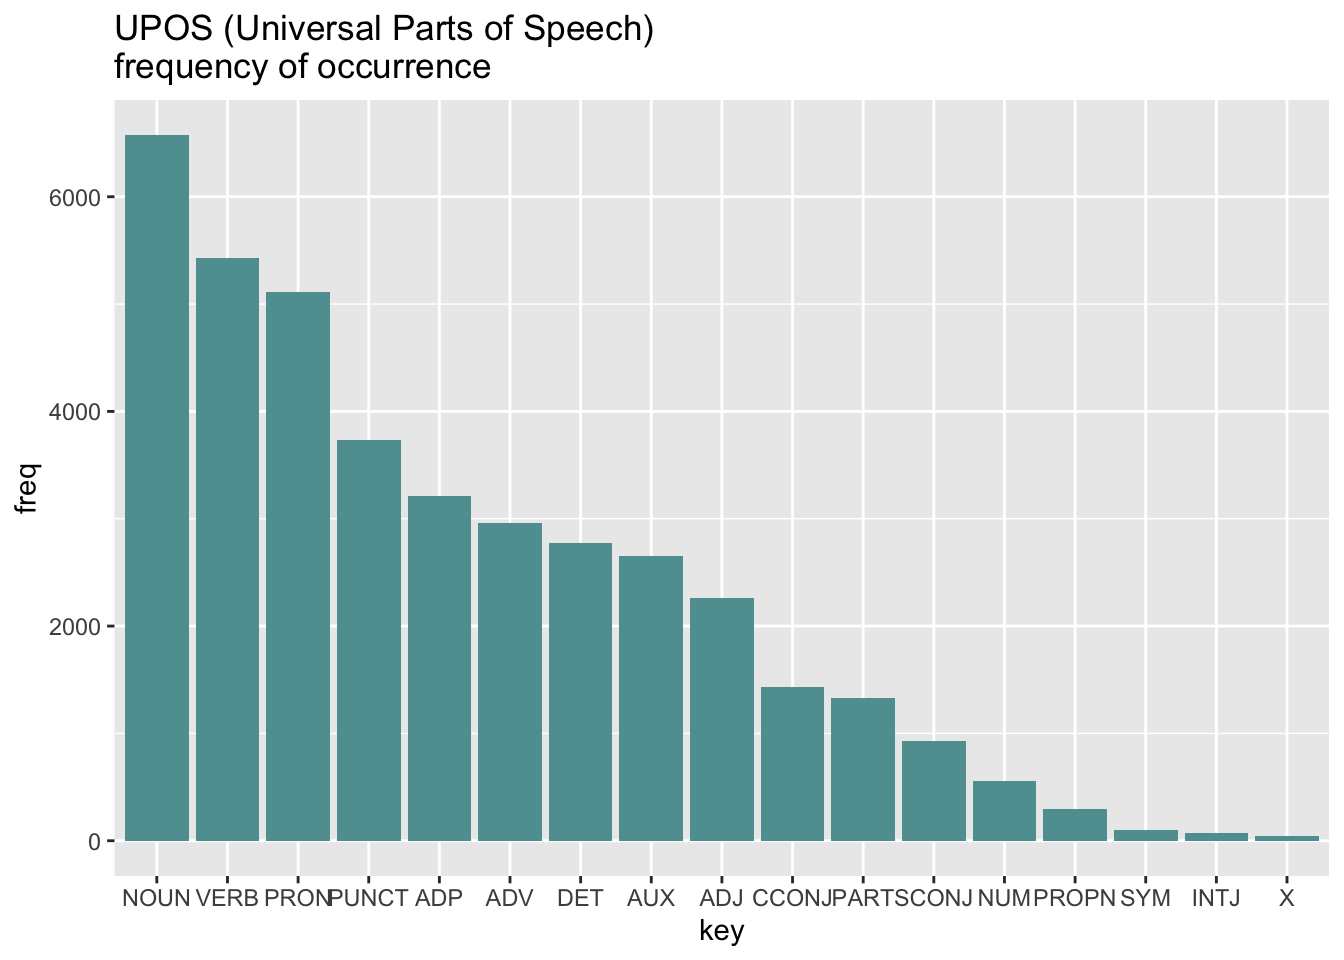 UPOS (Universal Parts of Speech)
frequency of occurrence
6000
4000
2000
0
freq
NOUN VERB PRON PUNCT ADP ADV DET AUX ADJ CCONJ PART SCONJ NUM PROPN SYM INTJ X
key